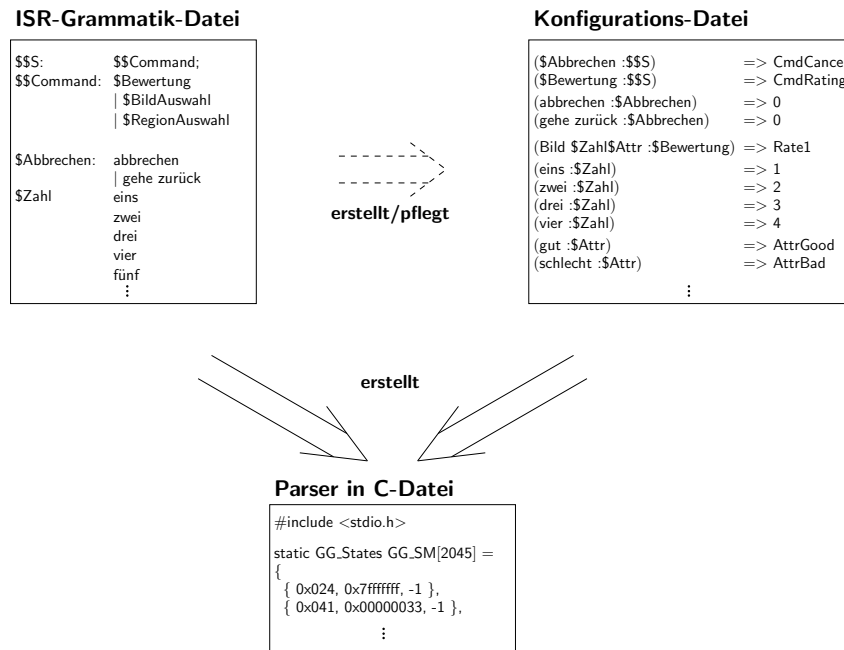 ISR-Grammatik-Datei
$$S: $$Command;
$$Command: $Bewertung
| $BildAuswahl
| $RegionAuswahl
$Abbrechen: abbrechen
| gehe zurück
$Zahl eins
zwei
drei
vier
fünf
⋮
erstellt/pflegt
Konfigurations-Datei
($Abbrechen :$$S) => CmdCance
($Bewertung :$$S) => CmdRating
(abbrechen :$Abbrechen) => 0
(gehe zurück :$Abbrechen) => 0
(Bild $Zahl$Attr :$Bewertung) => Rate1
(eins :$Zahl) => 1
(zwei :$Zahl) => 2
(drei :$Zahl) => 3
(vier :$Zahl) => 4
(gut :$Attr) => AttrGood
(schlecht :$Attr) => AttrBad
⋮
erstellt
Parser in C-Datei
#include <stdio.h>
static GG_States GG_SM[2045] =
{
{ 0x024, 0x7fffffff, -1 },
{ 0x041, 0x00000033, -1 },
⋮